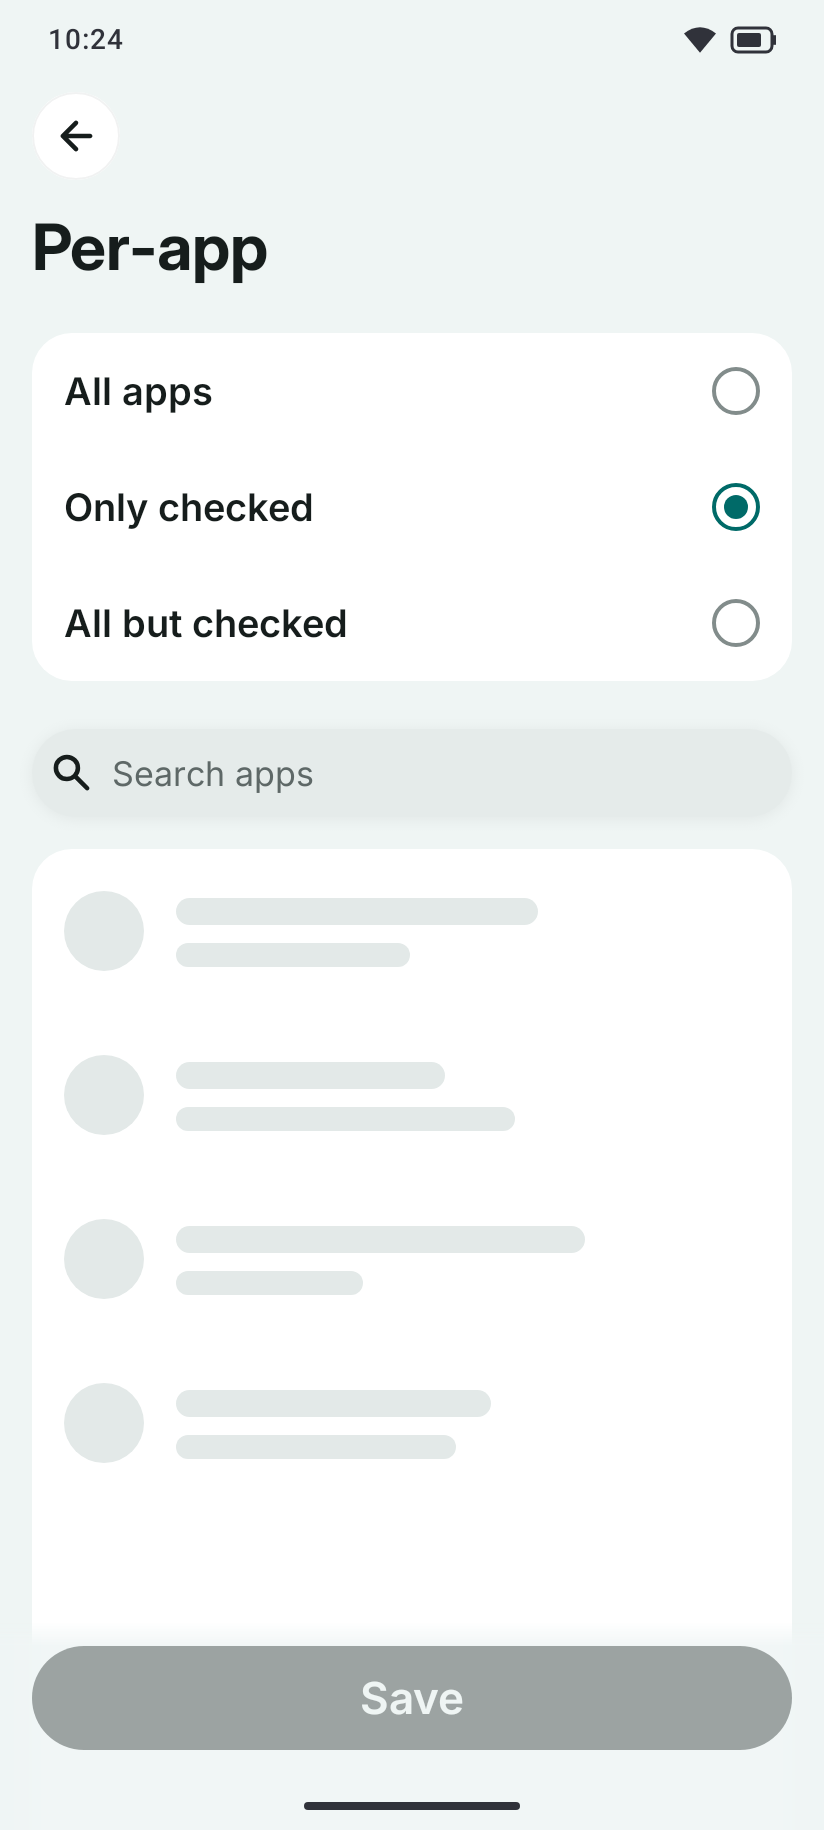 10:24
Per-app
All apps
Only checked
All but checked
Search apps
Save